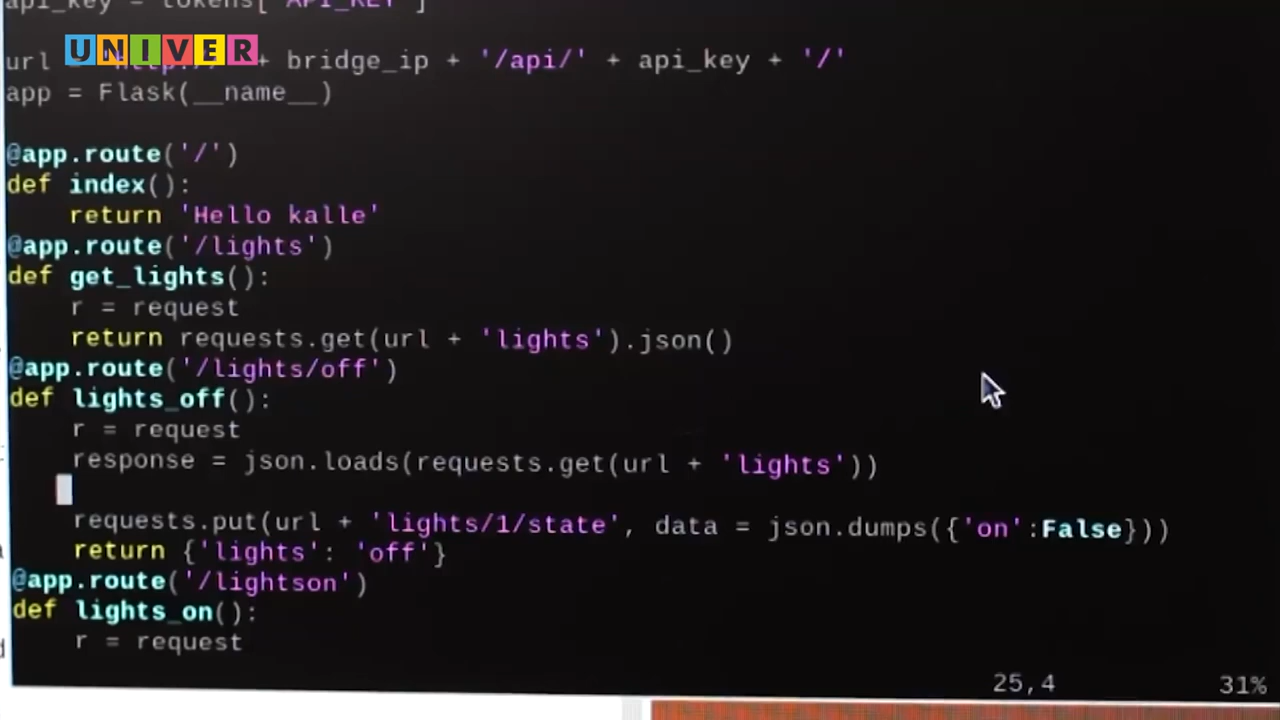 api_key = tokens['API_KEY']
UNIVER
url = 'http://' + bridge_ip + '/api/' + api_key + '/'
app = Flask(__name__)
@app.route('/')
def index():
    return 'Hello kalle'
@app.route('/lights')
def get_lights():
    r = request
    return requests.get(url + 'lights').json()
@app.route('/lights/off')
def lights_off():
    r = request
    response = json.loads(requests.get(url + 'lights'))
    requests.put(url + 'lights/1/state', data = json.dumps({'on':False}))
    return {'lights': 'off'}
@app.route('/lightson')
def lights_on():
    r = request
25,4 31%